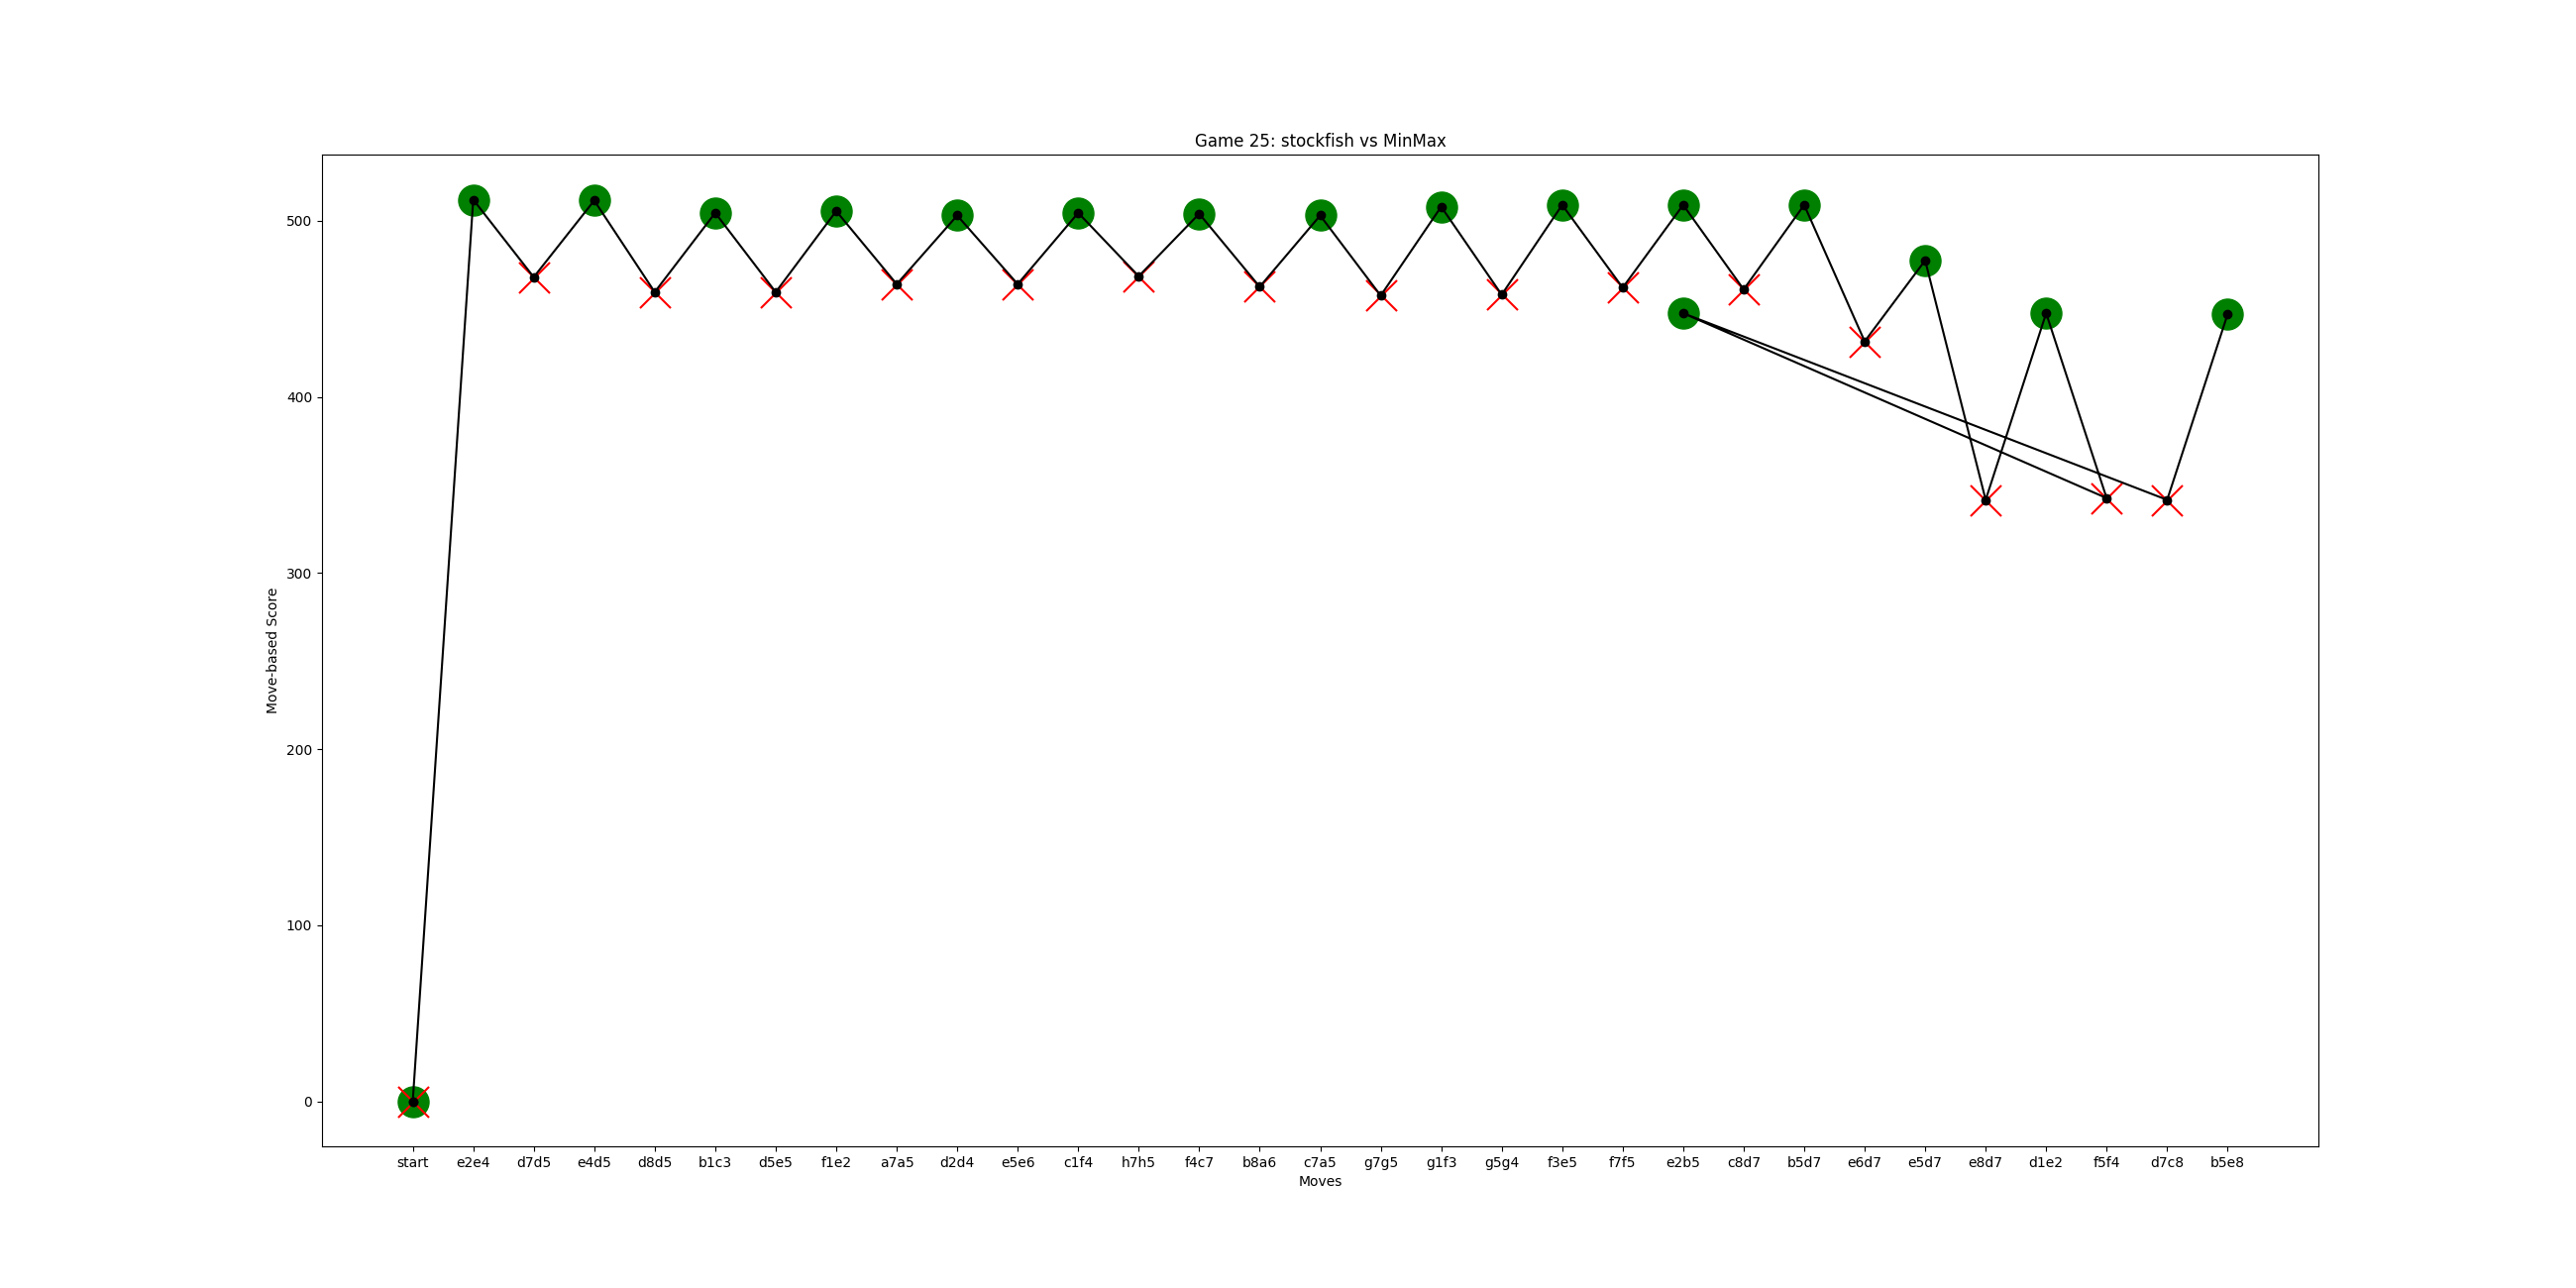 Game 25: stockfish vs MinMax
Move-based Score
500
400
300
200
100
0
start e2e4 d7d5 e4d5 d8d5 b1c3 d5e5 f1e2 a7a5 d2d4 e5e6 c1f4 h7h5 f4c7 b8a6 c7a5 g7g5 g1f3 g5g4 f3e5 f7f5 e2b5 c8d7 b5d7 e6d7 e5d7 e8d7 d1e2 f5f4 d7c8 b5e8
Moves